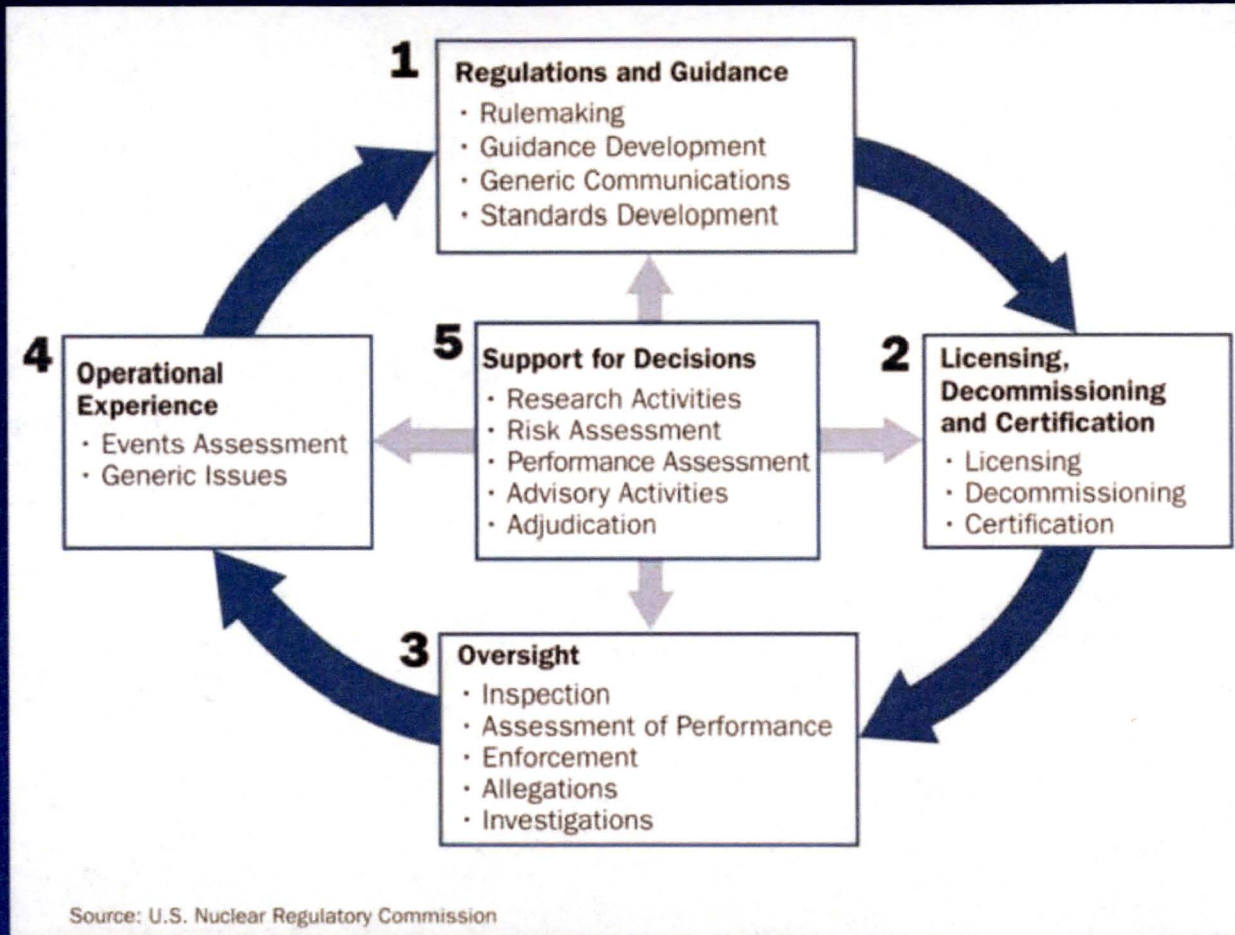 1
Regulations and Guidance
· Rulemaking
· Guidance Development
· Generic Communications
· Standards Development
4
Operational
Experience
· Events Assessment
· Generic Issues
5
Support for Decisions
· Research Activities
· Risk Assessment
· Performance Assessment
· Advisory Activities
· Adjudication
2
Licensing,
Decommissioning
and Certification
· Licensing
· Decommissioning
· Certification
3
Oversight
· Inspection
· Assessment of Performance
· Enforcement
· Allegations
· Investigations
Source: U.S. Nuclear Regulatory Commission